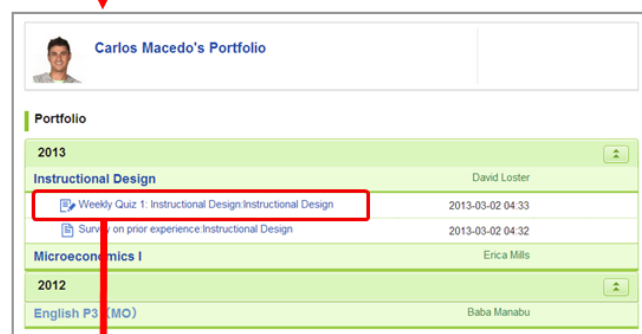 Carlos Macedo's Portfolio
Portfolio
2013
Instructional Design David Loster
Weekly Quiz 1: Instructional Design:Instructional Design 2013-03-02 04:33
Survey on prior experience:Instructional Design 2013-03-02 04:32
Microeconomics I Erica Mills
2012
English P3 (MO) Baba Manabu